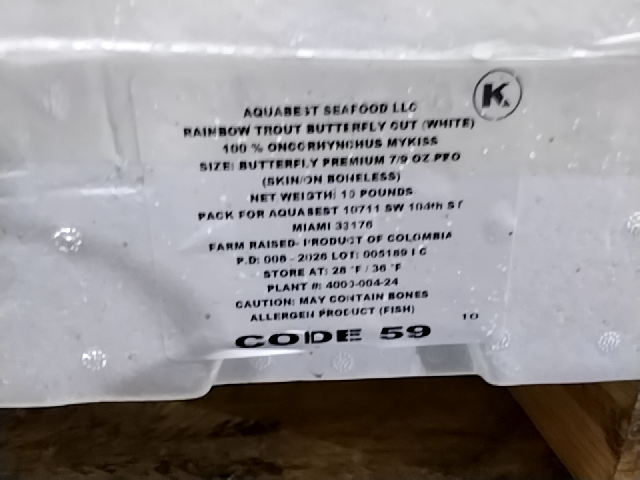 K
AQUABEST SEAFOOD LLC
RAINBOW TROUT BUTTERFLY CUT (WHITE)
100 % ONCORHYNCHUS MYKISS
SIZE: BUTTERFLY PREMIUM 7/9 OZ PBO
(SKIN/ON BONELESS)
NET WEIGTH: 10 POUNDS
PACK FOR AQUABEST 10711 SW 104th ST
MIAMI 33176
FARM RAISED- PRODUCT OF COLOMBIA
P.D: 008 - 2026 LOT: 005189
STORE AT: 28 °F / 36 °F
PLANT #: 4000-004-24
CAUTION: MAY CONTAIN BONES
ALLERGEN PRODUCT (FISH)
10
CODE 59